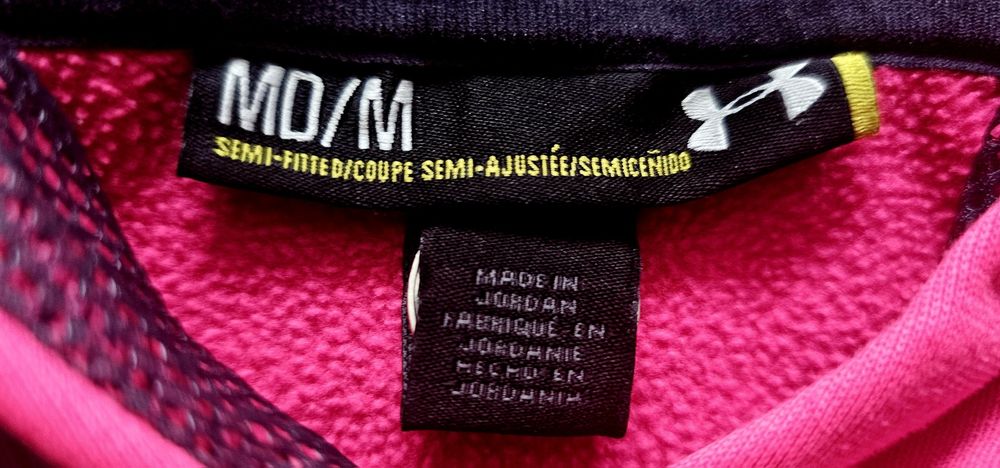 MD/M
SEMI-FITTED/COUPE SEMI-AJUSTÉE/SEMICEÑIDO
MADE IN
JORDAN
FABRIQUÉ EN
JORDANIE
HECHO EN
JORDANIA